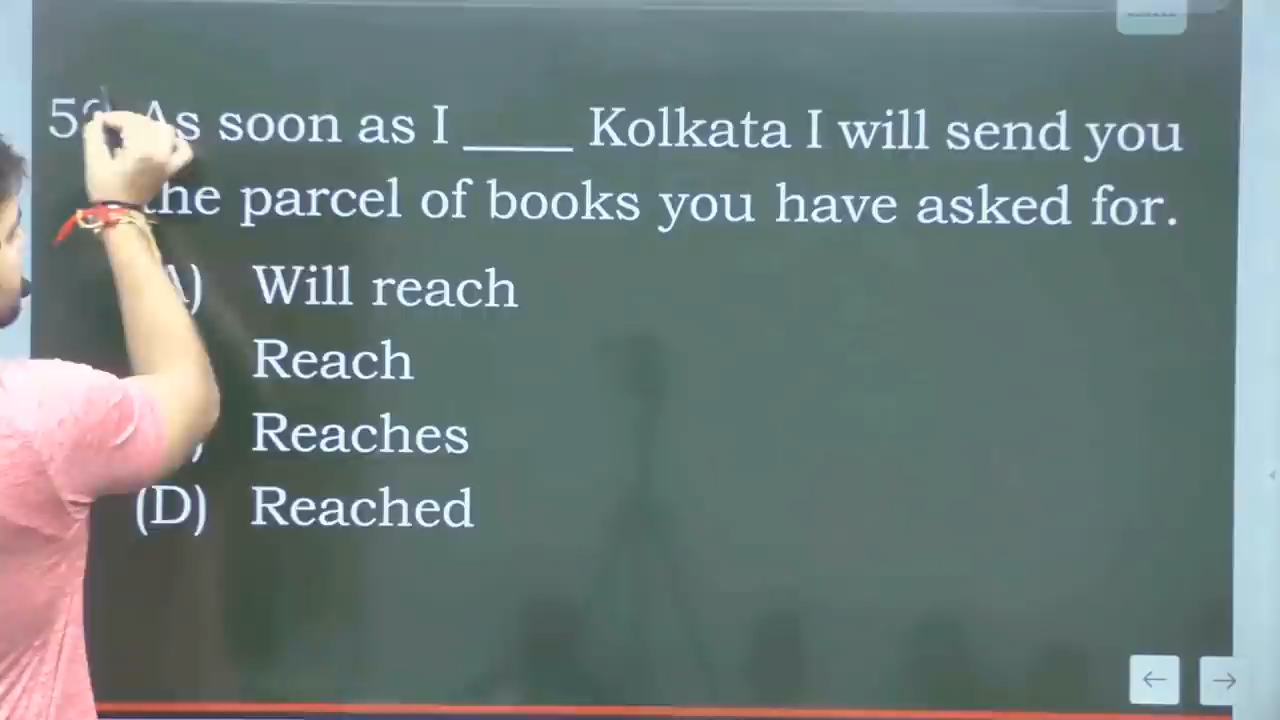 As soon as I ____ Kolkata I will send you
the parcel of books you have asked for.
Will reach
Reach
Reaches
(D) Reached